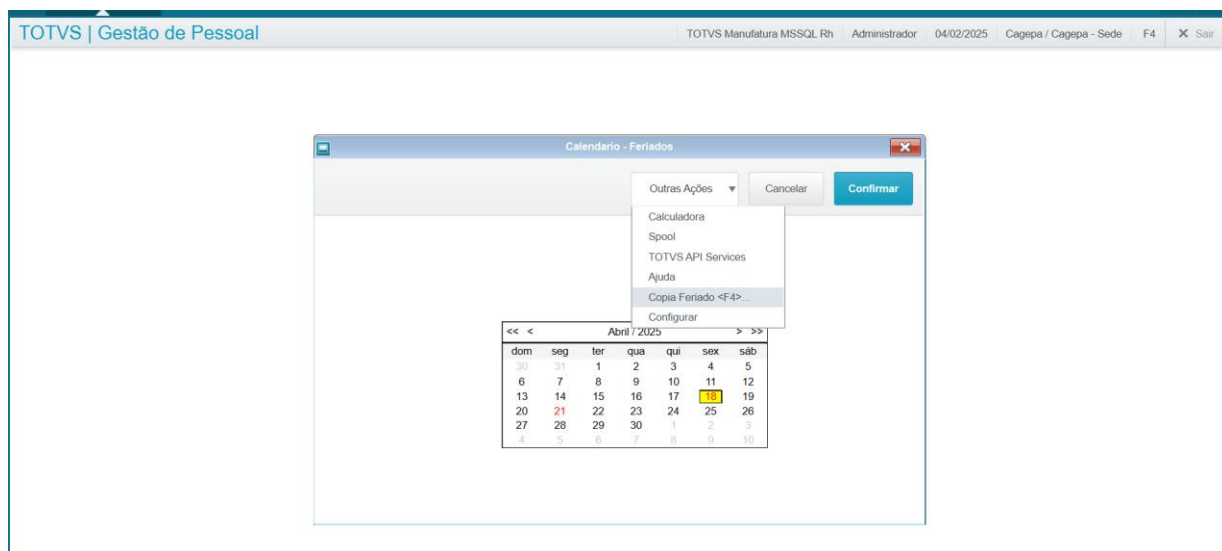 TOTVS | Gestão de Pessoal TOTVS Manufatura MSSQL Rh Administrador 04/02/2025 Cagepa / Cagepa - Sede F4 X Sair
Calendario - Feriados
Outras Ações Cancelar Confirmar
Calculadora
Spool
TOTVS API Services
Ajuda
Copia Feriado <F4>...
Configurar
<< < Abril / 2025 > >>
dom seg ter qua qui sex sáb
30 31 1 2 3 4 5
6 7 8 9 10 11 12
13 14 15 16 17 18 19
20 21 22 23 24 25 26
27 28 29 30 1 2 3
4 5 6 7 8 9 10